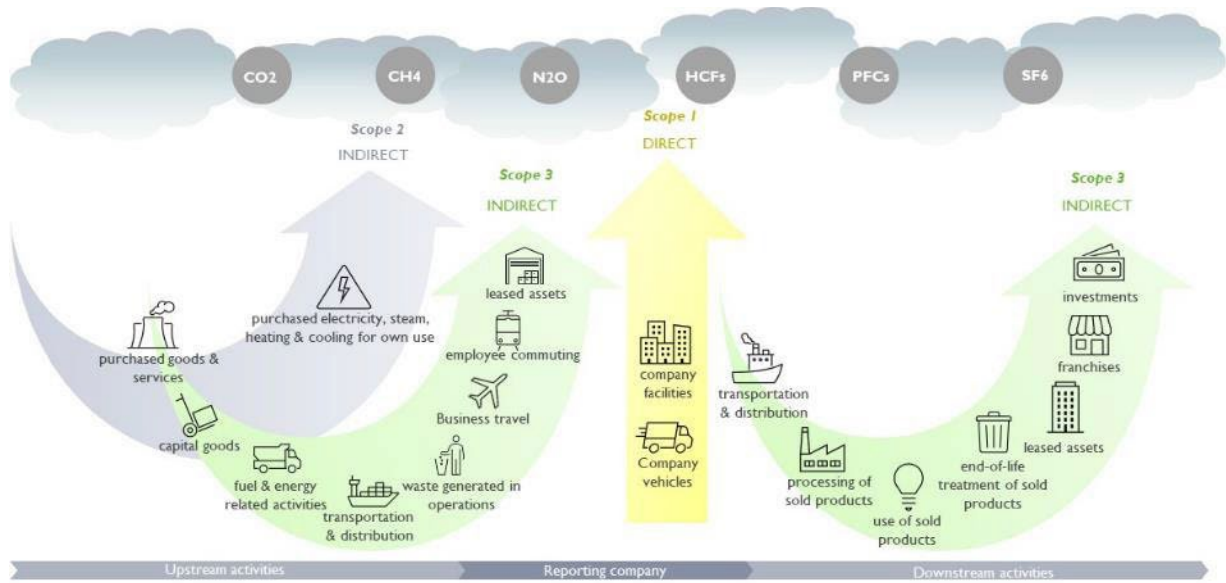 CO2
CH4
N2O
HCFs
PFCs
SF6
Scope 2
INDIRECT
Scope 3
INDIRECT
Scope 1
DIRECT
Scope 3
INDIRECT
purchased goods &
services
capital goods
fuel & energy
related activities
transportation
& distribution
waste generated in
operations
Business travel
employee commuting
leased assets
purchased electricity, steam,
heating & cooling for own use
company
facilities
Company
vehicles
transportation
& distribution
processing of
sold products
use of sold
products
end-of-life
treatment of sold
products
leased assets
franchises
investments
Upstream activities
Reporting company
Downstream activities